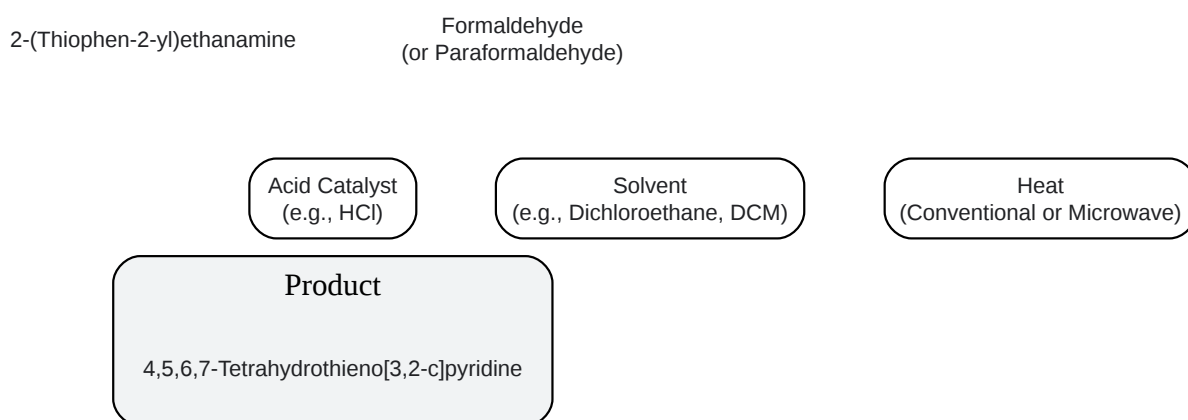 2-(Thiophen-2-yl)ethanamine
Formaldehyde
(or Paraformaldehyde)
Acid Catalyst
(e.g., HCl)
Solvent
(e.g., Dichloroethane, DCM)
Heat
(Conventional or Microwave)
Product
4,5,6,7-Tetrahydrothieno[3,2-c]pyridine